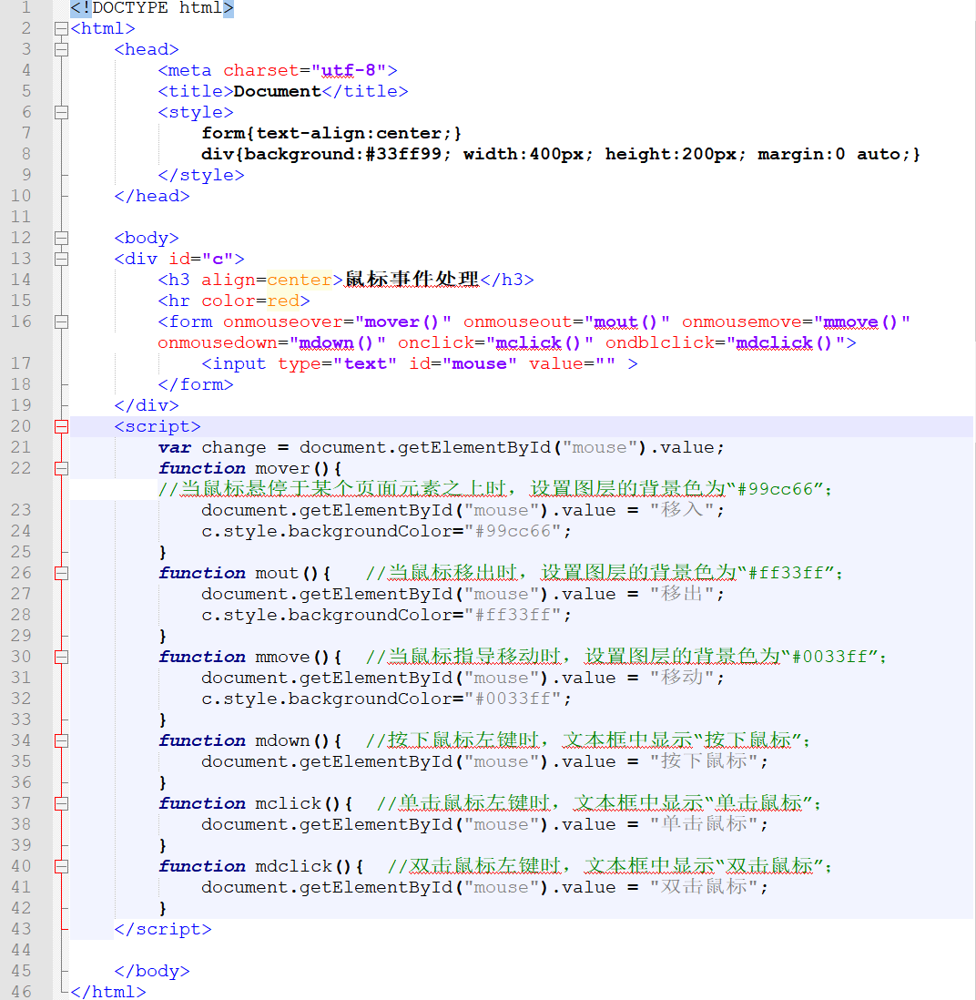 1 <!DOCTYPE html>
2 <html>
3 <head>
4 <meta charset="utf-8">
5 <title>Document</title>
6 <style>
7 form{text-align:center;}
8 div{background:#33ff99; width:400px; height:200px; margin:0 auto;}
9 </style>
10 </head>
11
12 <body>
13 <div id="c">
14 <h3 align=center>鼠标事件处理</h3>
15 <hr color=red>
16 <form onmouseover="mover()" onmouseout="mout()" onmousemove="mmove()"
onmousedown="mdown()" onclick="mclick()" ondblclick="mdclick()">
17 <input type="text" id="mouse" value="" >
18 </form>
19 </div>
20 <script>
21 var change = document.getElementById("mouse").value;
22 function mover(){
//当鼠标悬停于某个页面元素之上时，设置图层的背景色为“#99cc66”；
23 document.getElementById("mouse").value = "移入";
24 c.style.backgroundColor="#99cc66";
25 }
26 function mout(){ //当鼠标移出时，设置图层的背景色为“#ff33ff”；
27 document.getElementById("mouse").value = "移出";
28 c.style.backgroundColor="#ff33ff";
29 }
30 function mmove(){ //当鼠标指导移动时，设置图层的背景色为“#0033ff”；
31 document.getElementById("mouse").value = "移动";
32 c.style.backgroundColor="#0033ff";
33 }
34 function mdown(){ //按下鼠标左键时，文本框中显示“按下鼠标”；
35 document.getElementById("mouse").value = "按下鼠标";
36 }
37 function mclick(){ //单击鼠标左键时，文本框中显示“单击鼠标”；
38 document.getElementById("mouse").value = "单击鼠标";
39 }
40 function mdclick(){ //双击鼠标左键时，文本框中显示“双击鼠标”；
41 document.getElementById("mouse").value = "双击鼠标";
42 }
43 </script>
44
45 </body>
46 </html>